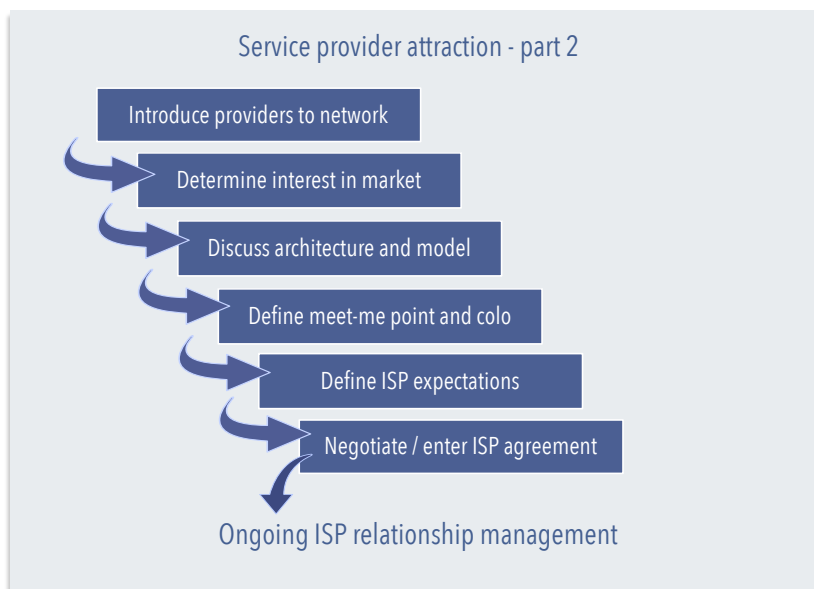 Service provider attraction - part 2
Introduce providers to network
Determine interest in market
Discuss architecture and model
Define meet-me point and colo
Define ISP expectations
Negotiate / enter ISP agreement
Ongoing ISP relationship management